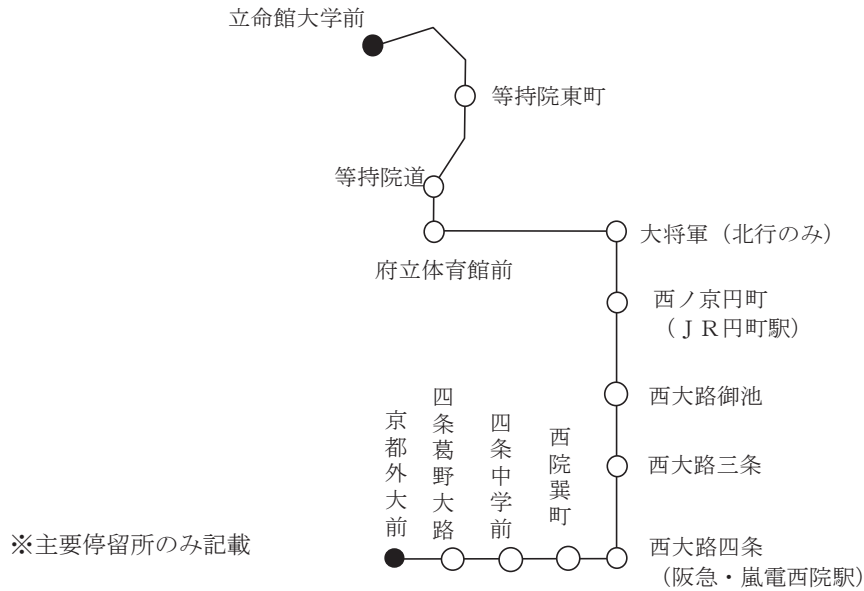 立命館大学前
等持院東町
等持院道
府立体育館前
大将軍（北行のみ）
西ノ京円町
（ＪＲ円町駅）
西大路御池
西大路三条
西大路四条
（阪急・嵐電西院駅）
西院巽町
四条中学前
四条葛野大路
京都外大前
※主要停留所のみ記載